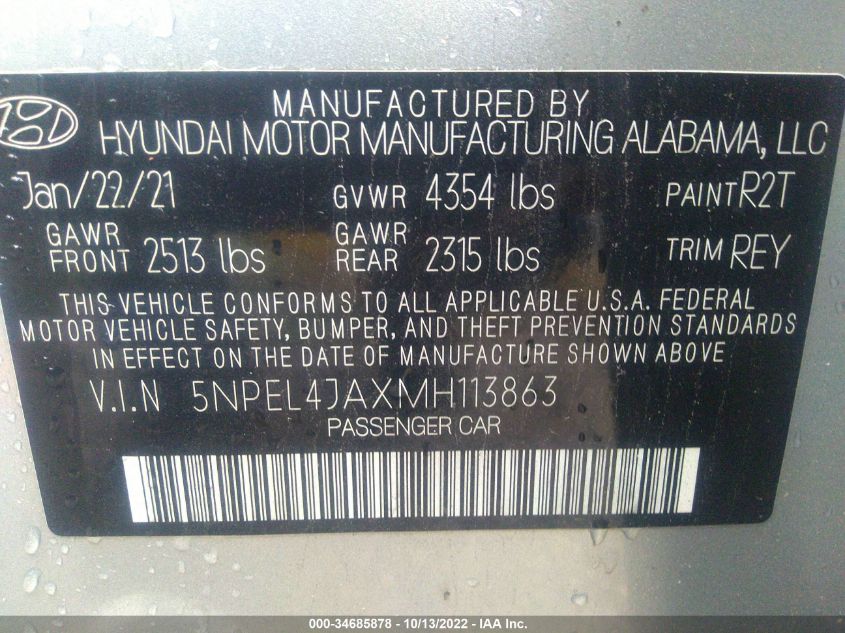 MANUFACTURED BY
HYUNDAI MOTOR MANUFACTURING ALABAMA, LLC
Jan/22/21 GVWR 4354 lbs PAINT R2T
GAWR FRONT 2513 lbs GAWR REAR 2315 lbs TRIM REY
THIS VEHICLE CONFORMS TO ALL APPLICABLE U.S.A. FEDERAL
MOTOR VEHICLE SAFETY, BUMPER, AND THEFT PREVENTION STANDARDS
IN EFFECT ON THE DATE OF MANUFACTURE SHOWN ABOVE
V.I.N 5NPEL4JAXMH113863
PASSENGER CAR
000-34685878 - 10/13/2022 - IAA Inc.